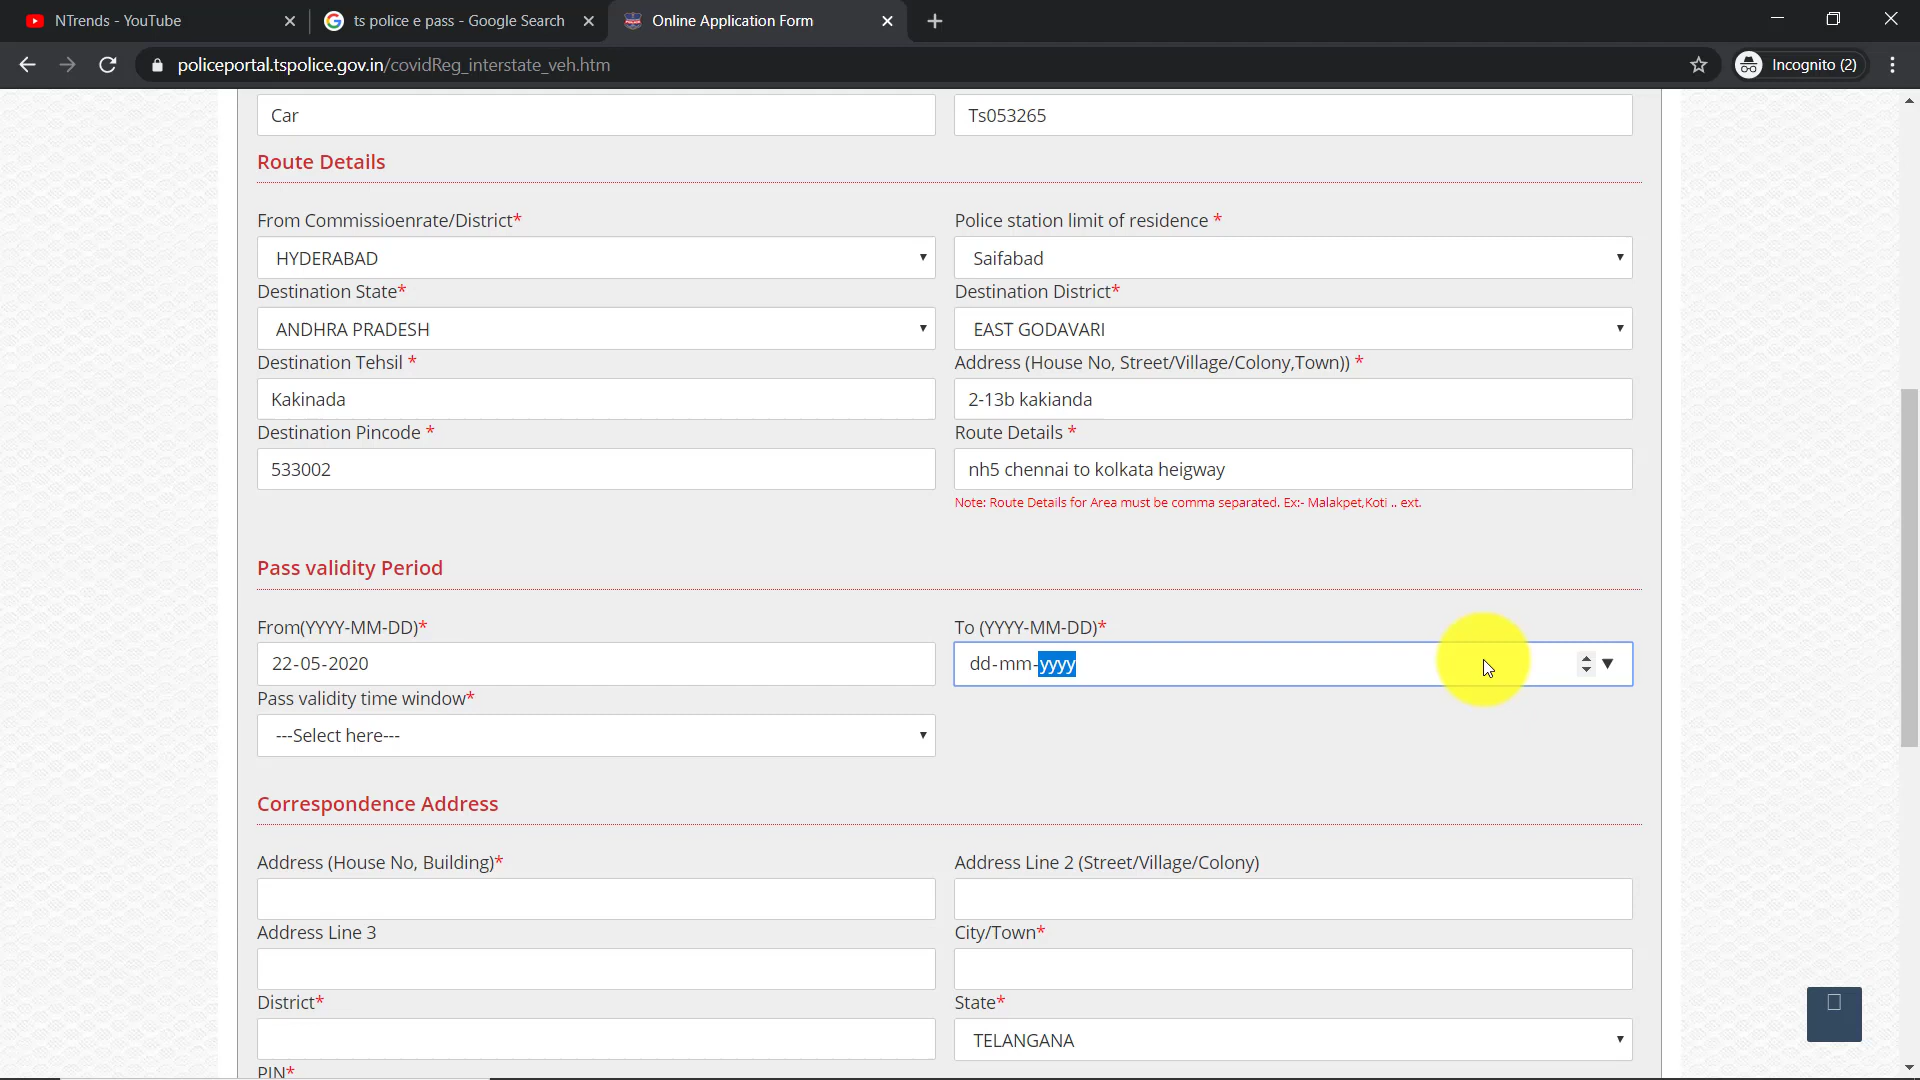 NTrends - YouTube
ts police e pass - Google Search
Online Application Form
policeportal.tspolice.gov.in/covidReg_interstate_veh.htm
Incognito (2)
Car
Ts053265
Route Details
From Commissioenrate/District*
Police station limit of residence *
HYDERABAD
Saifabad
Destination State*
Destination District*
ANDHRA PRADESH
EAST GODAVARI
Destination Tehsil *
Address (House No, Street/Village/Colony,Town)) *
Kakinada
2-13b kakianda
Destination Pincode *
Route Details *
533002
nh5 chennai to kolkata heigway
Note: Route Details for Area must be comma separated. Ex:- Malakpet,Koti .. ext.
Pass validity Period
From(YYYY-MM-DD)*
To (YYYY-MM-DD)*
22-05-2020
dd-mm-yyyy
Pass validity time window*
---Select here---
Correspondence Address
Address (House No, Building)*
Address Line 2 (Street/Village/Colony)
Address Line 3
City/Town*
District*
State*
TELANGANA
PIN*